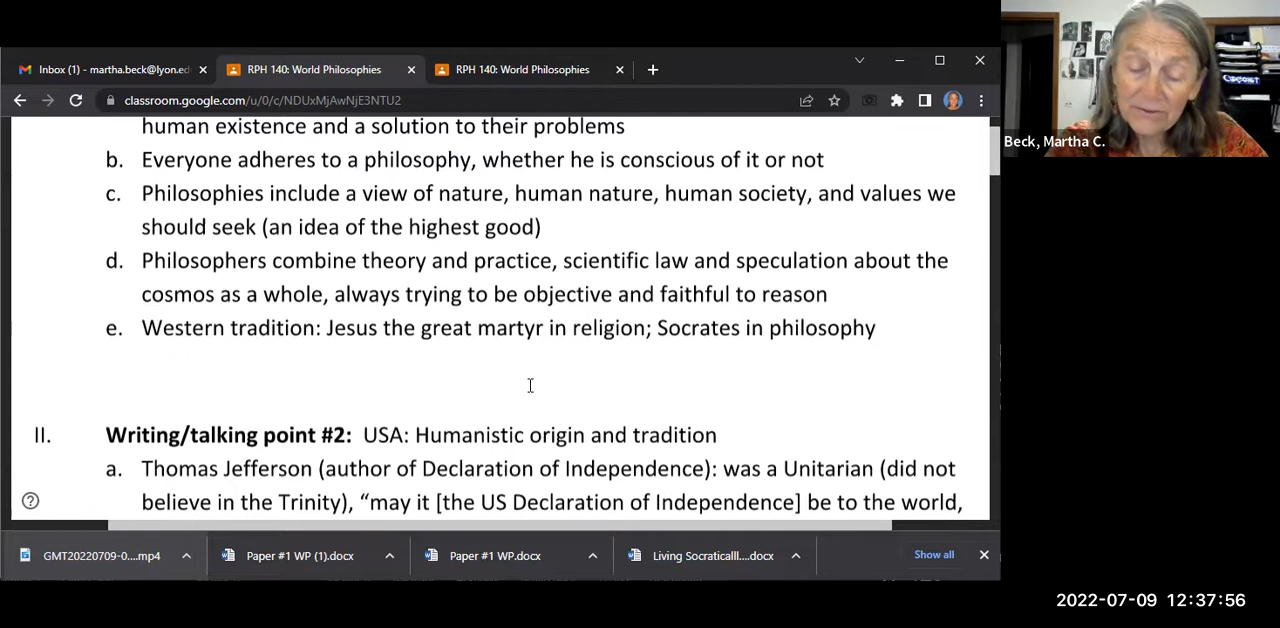 Inbox (1) - martha.beck@lyon.ed
RPH 140: World Philosophies
RPH 140: World Philosophies
classroom.google.com/u/0/c/NDUxMjAwNjE3NTU2
Beck, Martha C.
human existence and a solution to their problems
b. Everyone adheres to a philosophy, whether he is conscious of it or not
c. Philosophies include a view of nature, human nature, human society, and values we
should seek (an idea of the highest good)
d. Philosophers combine theory and practice, scientific law and speculation about the
cosmos as a whole, always trying to be objective and faithful to reason
e. Western tradition: Jesus the great martyr in religion; Socrates in philosophy
II. Writing/talking point #2: USA: Humanistic origin and tradition
a. Thomas Jefferson (author of Declaration of Independence): was a Unitarian (did not
believe in the Trinity), “may it [the US Declaration of Independence] be to the world,
GMT20220709-0....mp4
Paper #1 WP (1).docx
Paper #1 WP.docx
Living Socraticalll....docx
Show all
2022-07-09 12:37:56